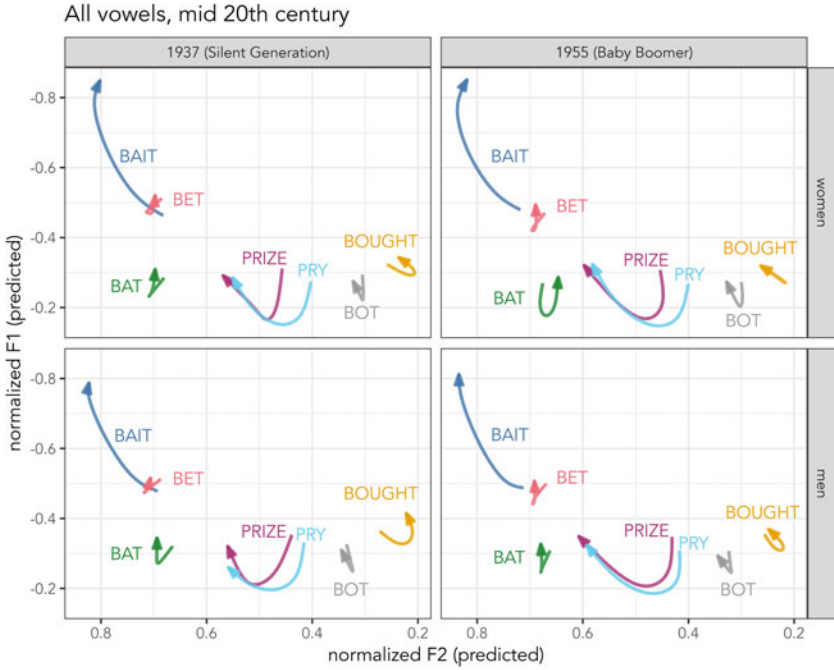 All vowels, mid 20th century
1937 (Silent Generation)
1955 (Baby Boomer)
normalized F1 (predicted)
-0.8
-0.6
-0.4
-0.2
BAIT
BET
BAT
PRIZE
PRY
BOT
BOUGHT
BAIT
BET
BAT
PRIZE
PRY
BOT
BOUGHT
women
-0.8
-0.6
-0.4
-0.2
BAIT
BET
BAT
PRIZE
PRY
BOT
BOUGHT
BAIT
BET
BAT
PRIZE
PRY
BOT
BOUGHT
men
0.8
0.6
0.4
0.2
0.8
0.6
0.4
0.2
normalized F2 (predicted)